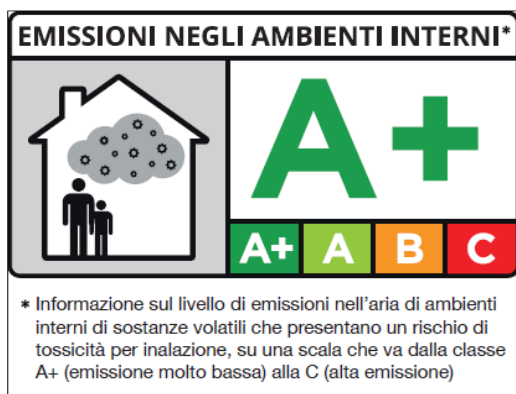 EMISSIONI NEGLI AMBIENTI INTERNI*
A+
A+ A B C
* Informazione sul livello di emissioni nell'aria di ambienti
interni di sostanze volatili che presentano un rischio di
tossicità per inalazione, su una scala che va dalla classe
A+ (emissione molto bassa) alla C (alta emissione)